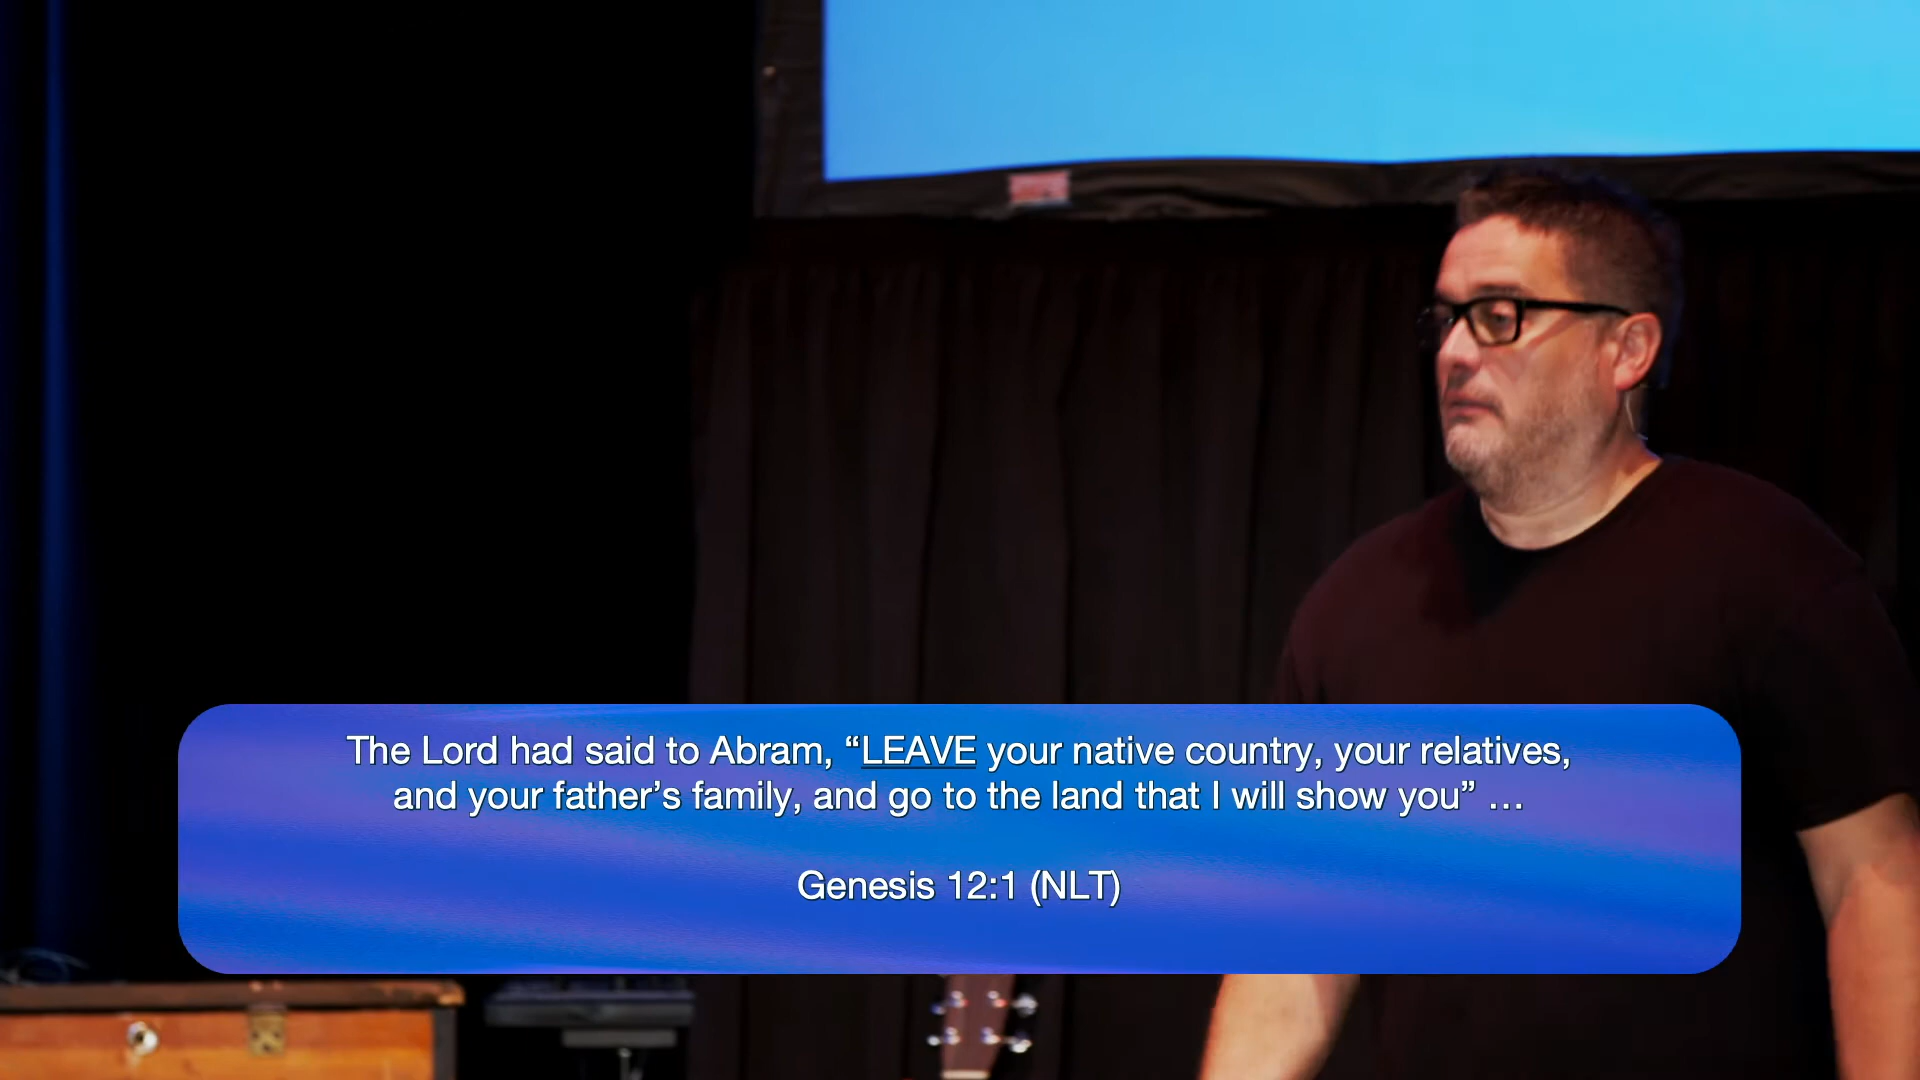 The Lord had said to Abram, “LEAVE your native country, your relatives,
and your father’s family, and go to the land that I will show you” …
Genesis 12:1 (NLT)